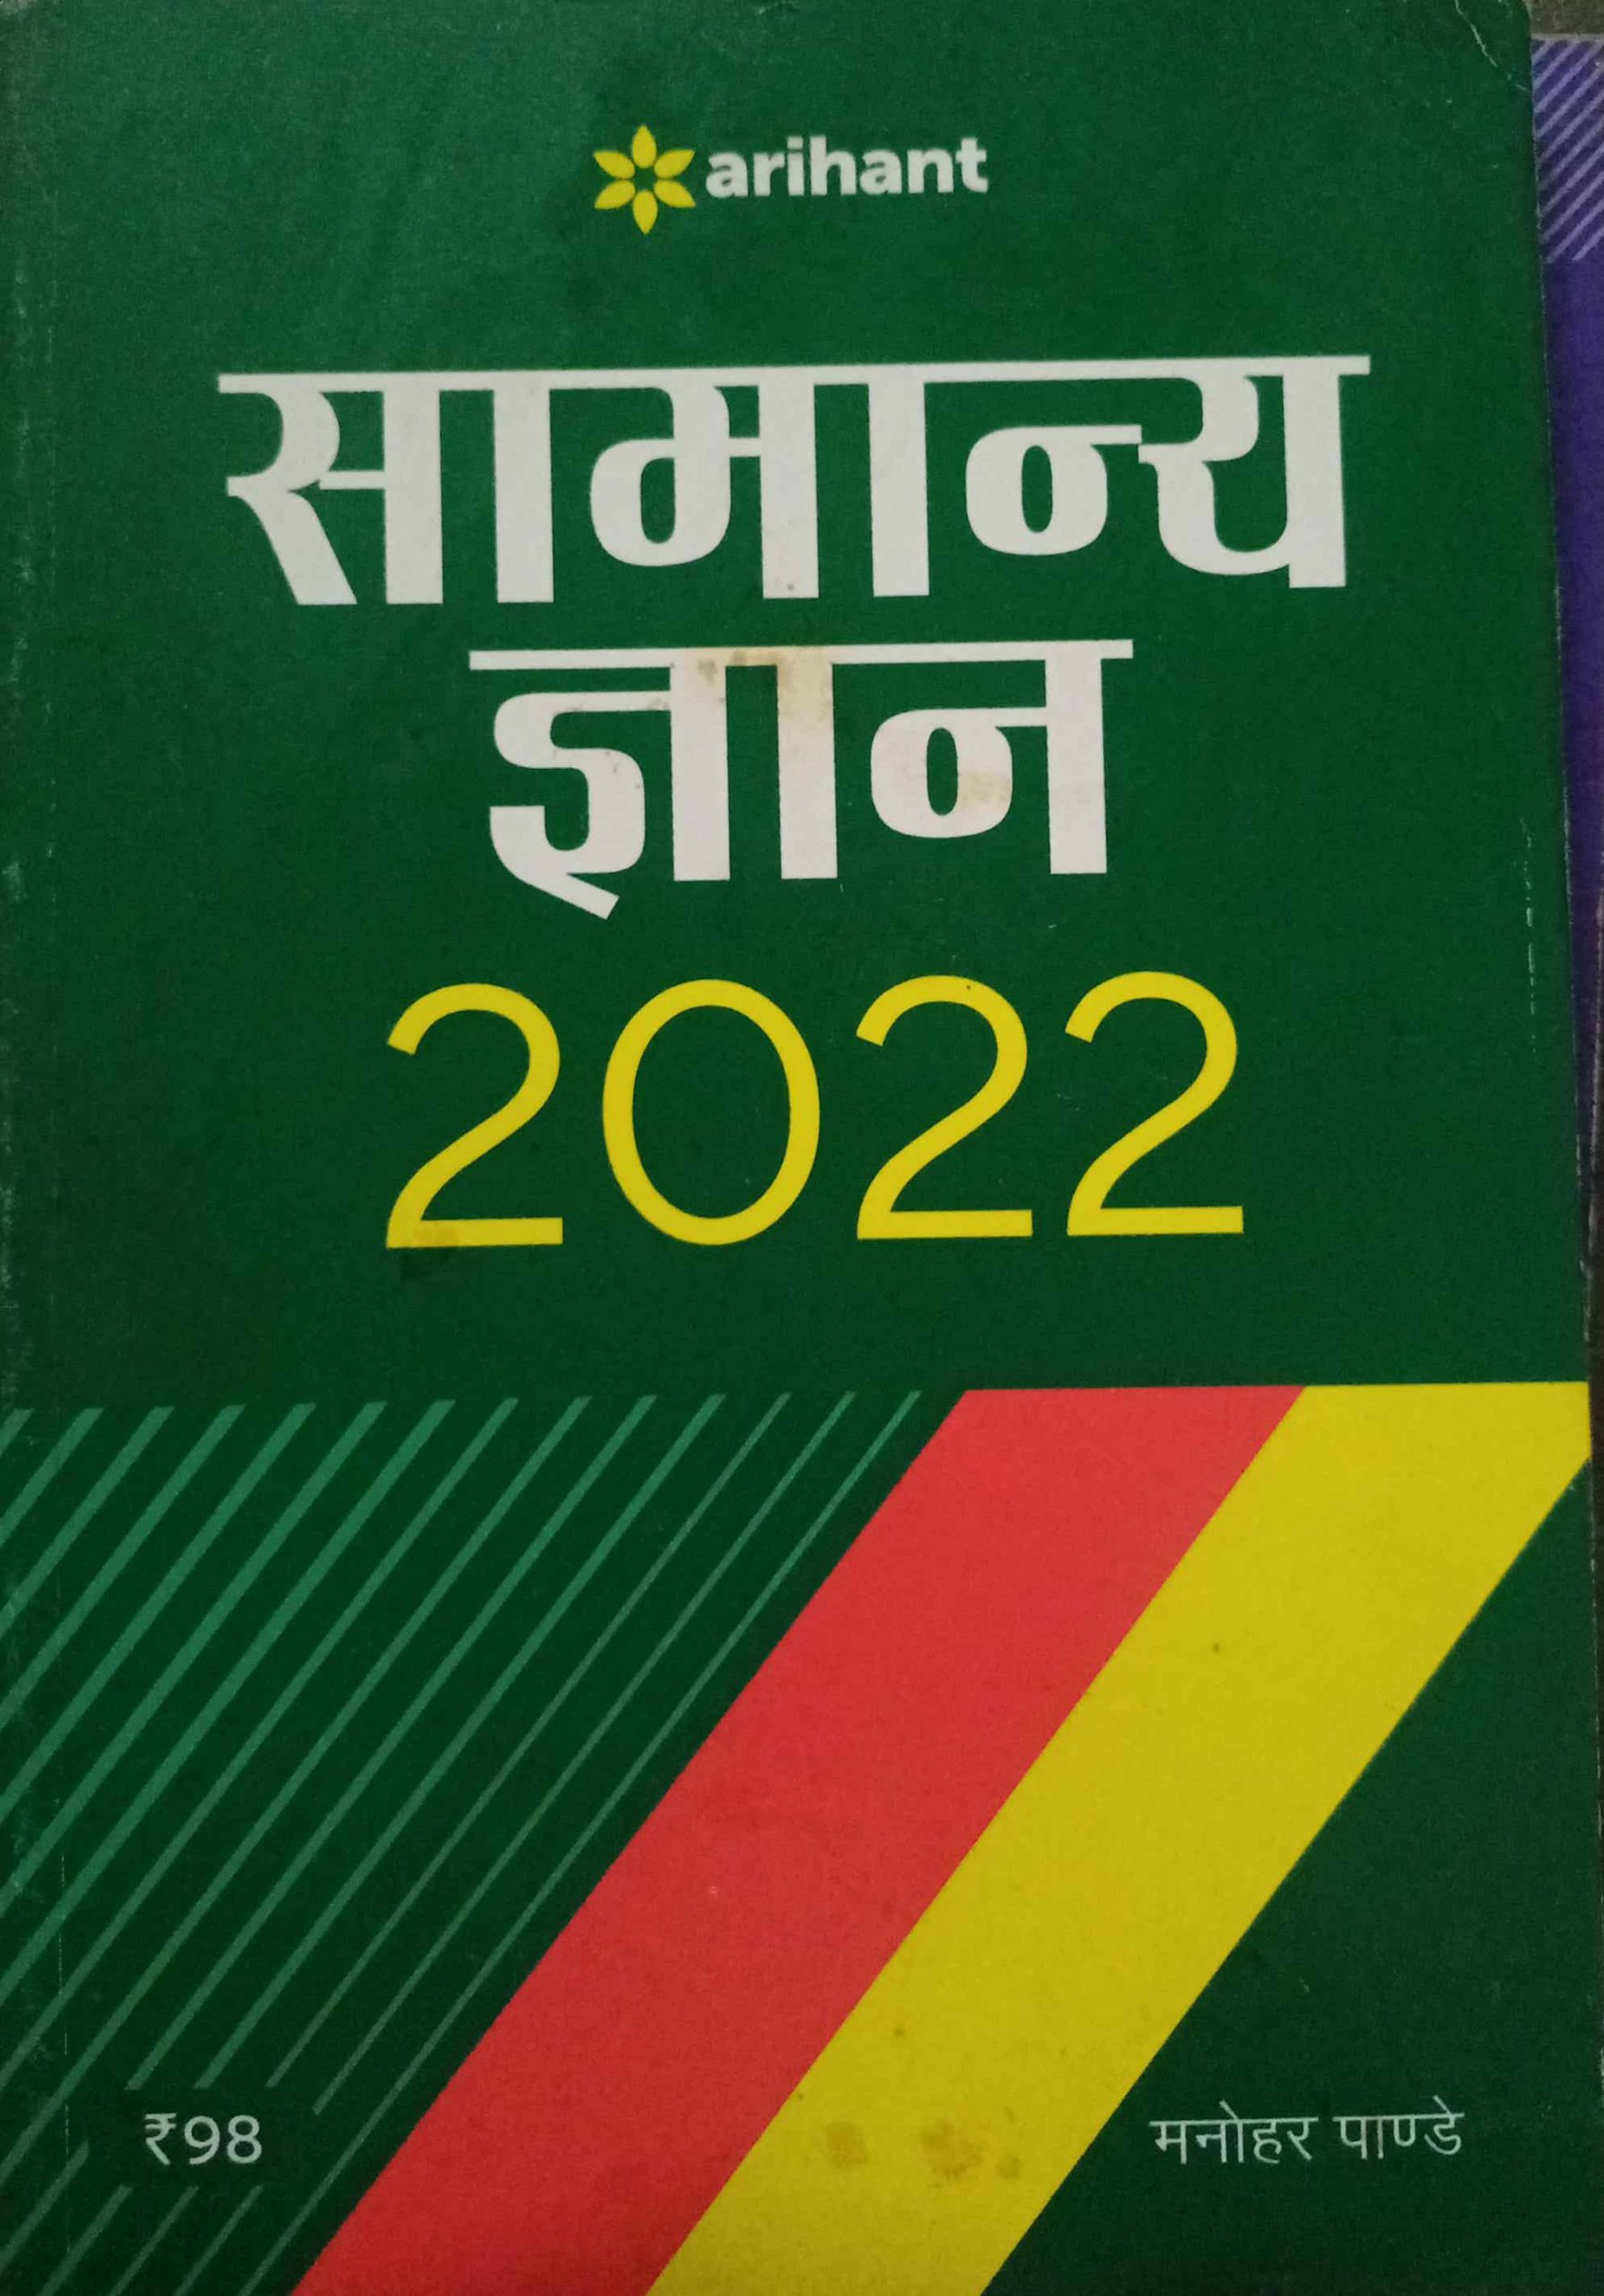 arihant
सामान्य
ज्ञान
2022
₹98
मनोहर पाण्डे